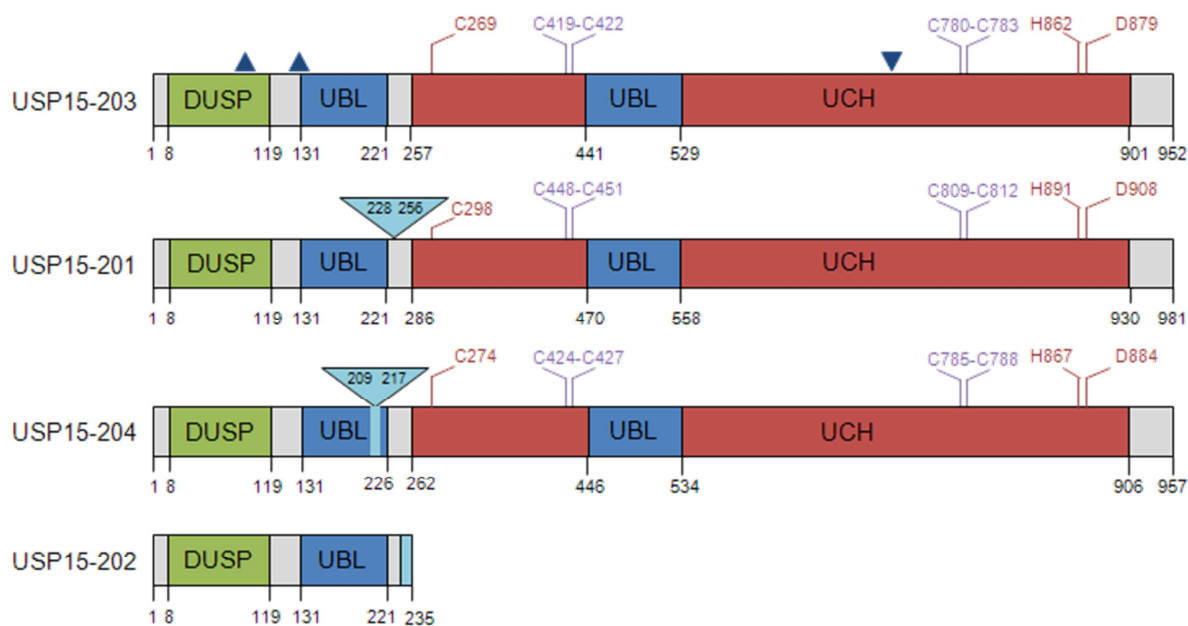 C269 C419-C422 C780-C783 H862 D879
USP15-203 DUSP UBL UBL UCH
1 8 119 131 221 257 441 529 901 952
228 256 C298 C448-C451 C809-C812 H891 D908
USP15-201 DUSP UBL UBL UCH
1 8 119 131 221 286 470 558 930 981
209 217 C274 C424-C427 C785-C788 H867 D884
USP15-204 DUSP UBL UBL UCH
1 8 119 131 226 262 446 534 906 957
USP15-202 DUSP UBL
1 8 119 131 221 235